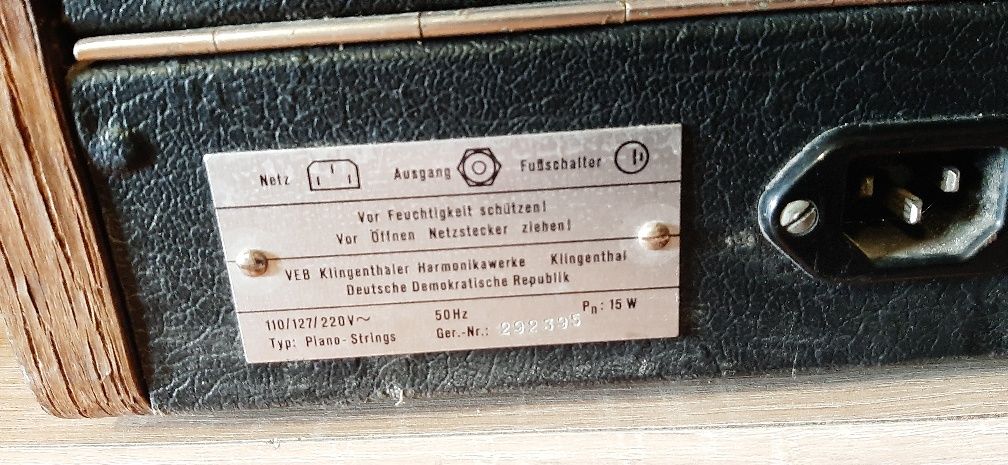 Netz Ausgang Fußschalter
Vor Feuchtigkeit schützen!
Vor Öffnen Netzstecker ziehen!
VEB Klingenthaler Harmonikawerke Klingenthal
Deutsche Demokratische Republik
110/127/220V~ 50Hz Pn: 15 W
Typ: Piano-Strings Ger.-Nr.: 292395